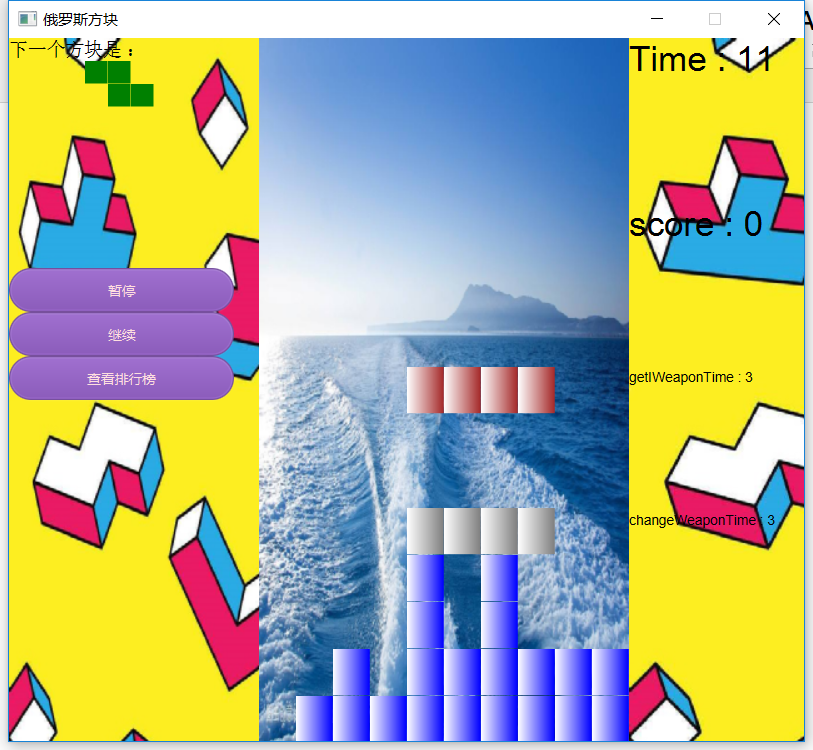 俄罗斯方块
下一个方块是：
Time : 11
score : 0
暂停
继续
查看排行榜
getIWeaponTime : 3
changeWeaponTime : 3